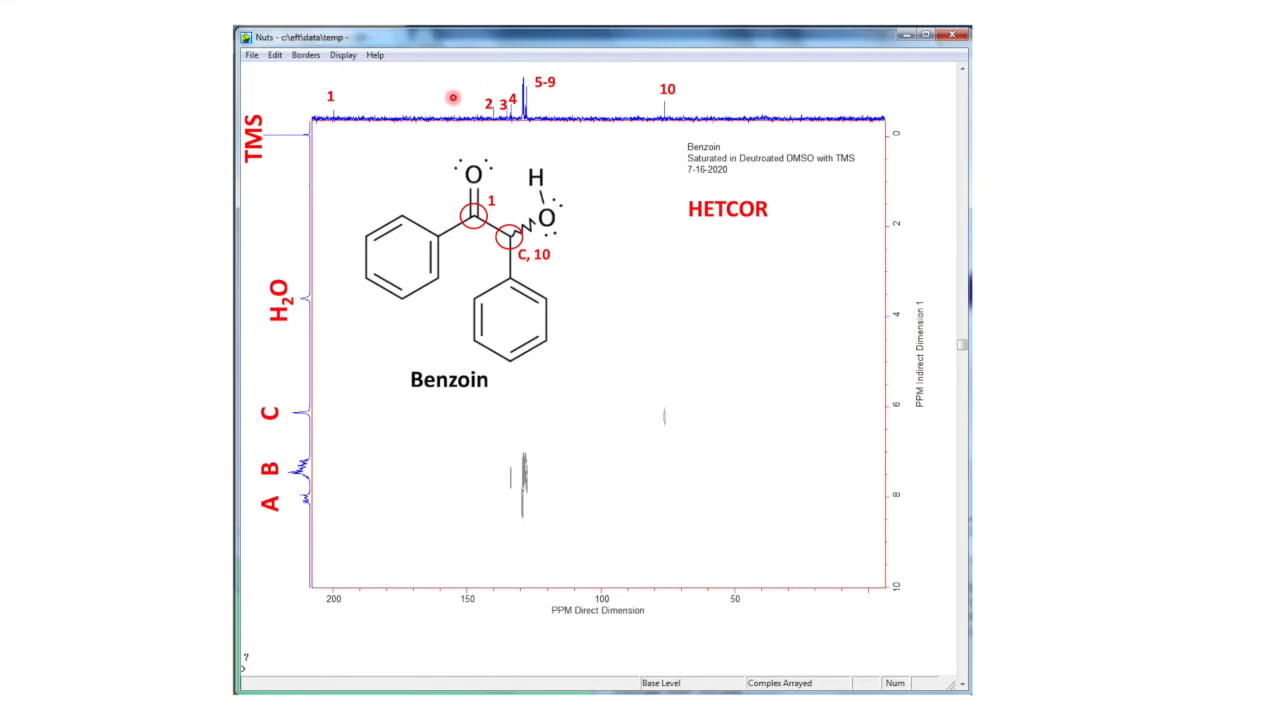 Nuts - c:\eft\data\temp -
File Edit Borders Display Help
1
2
3
4
5-9
10
TMS
H₂O
C
B
A
0
2
4
6
8
10
PPM Indirect Dimension 1
Benzoin
Saturated in Deutroated DMSO with TMS
7-16-2020
HETCOR
O
H
O
1
C, 10
Benzoin
200 150 100 50
PPM Direct Dimension
?
>
Base Level Complex Arrayed Num